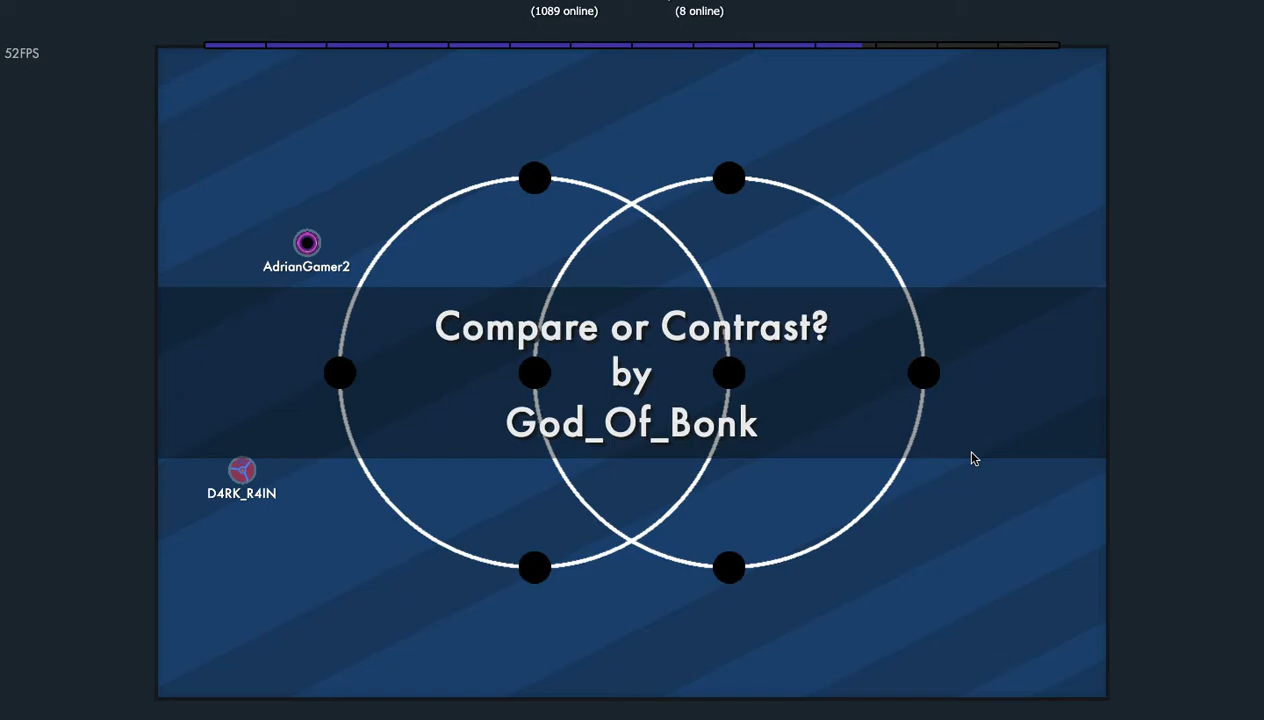 (1089 online) (8 online)
52FPS
AdrianGamer2
Compare or Contrast?
by
God_Of_Bonk
D4RK_R4IN